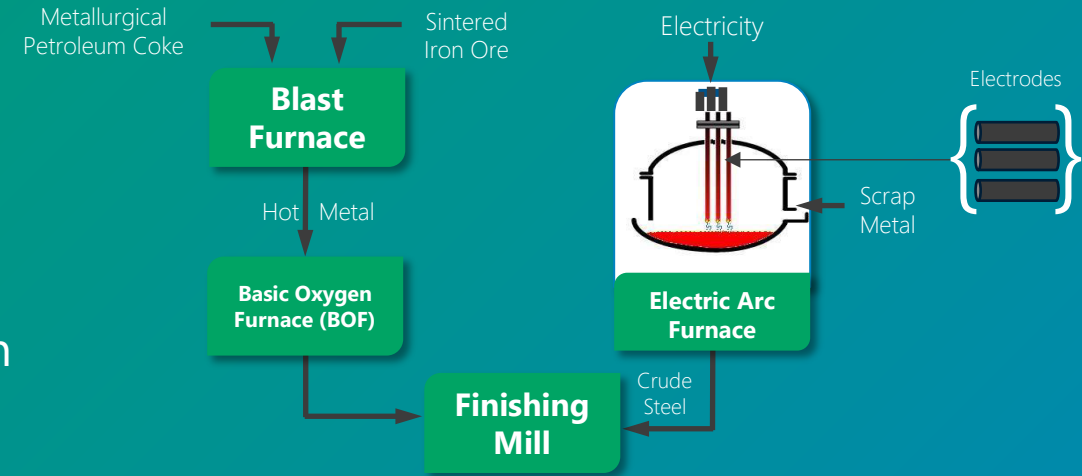 Metallurgical
Petroleum Coke
Sintered
Iron Ore
Electricity
Blast
Furnace
Electrodes
Scrap
Metal
Hot Metal
Basic Oxygen
Furnace (BOF)
Electric Arc
Furnace
n
Crude
Steel
Finishing
Mill